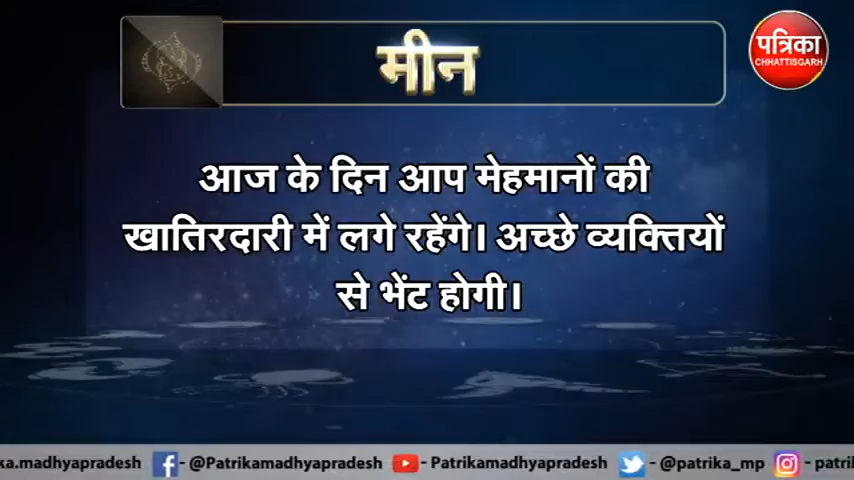 मीन
पत्रिका
CHHATTISGARH
आज के दिन आप मेहमानों की
खातिरदारी में लगे रहेंगे। अच्छे व्यक्तियों
से भेंट होगी।
ka.madhyapradesh f - @Patrikamadhyapradesh - Patrikamadhyapradesh - @patrika_mp - patri